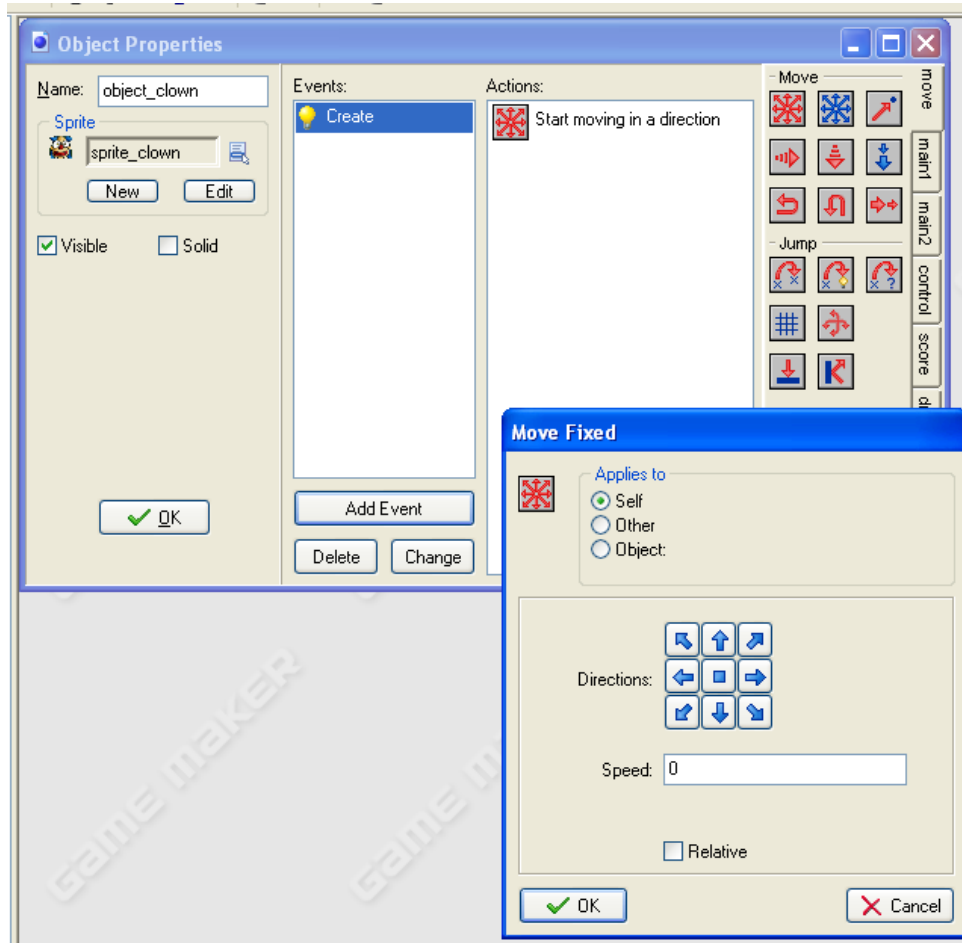 Object Properties
Name: object_clown
Sprite
sprite_clown
New Edit
Visible Solid
OK
Events:
Create
Add Event
Delete Change
Actions:
Start moving in a direction
Move
Jump
move
main1
main2
control
score
Move Fixed
Applies to
Self
Other
Object:
Directions:
Speed: 0
Relative
OK Cancel
GAME MAKER
GAME M